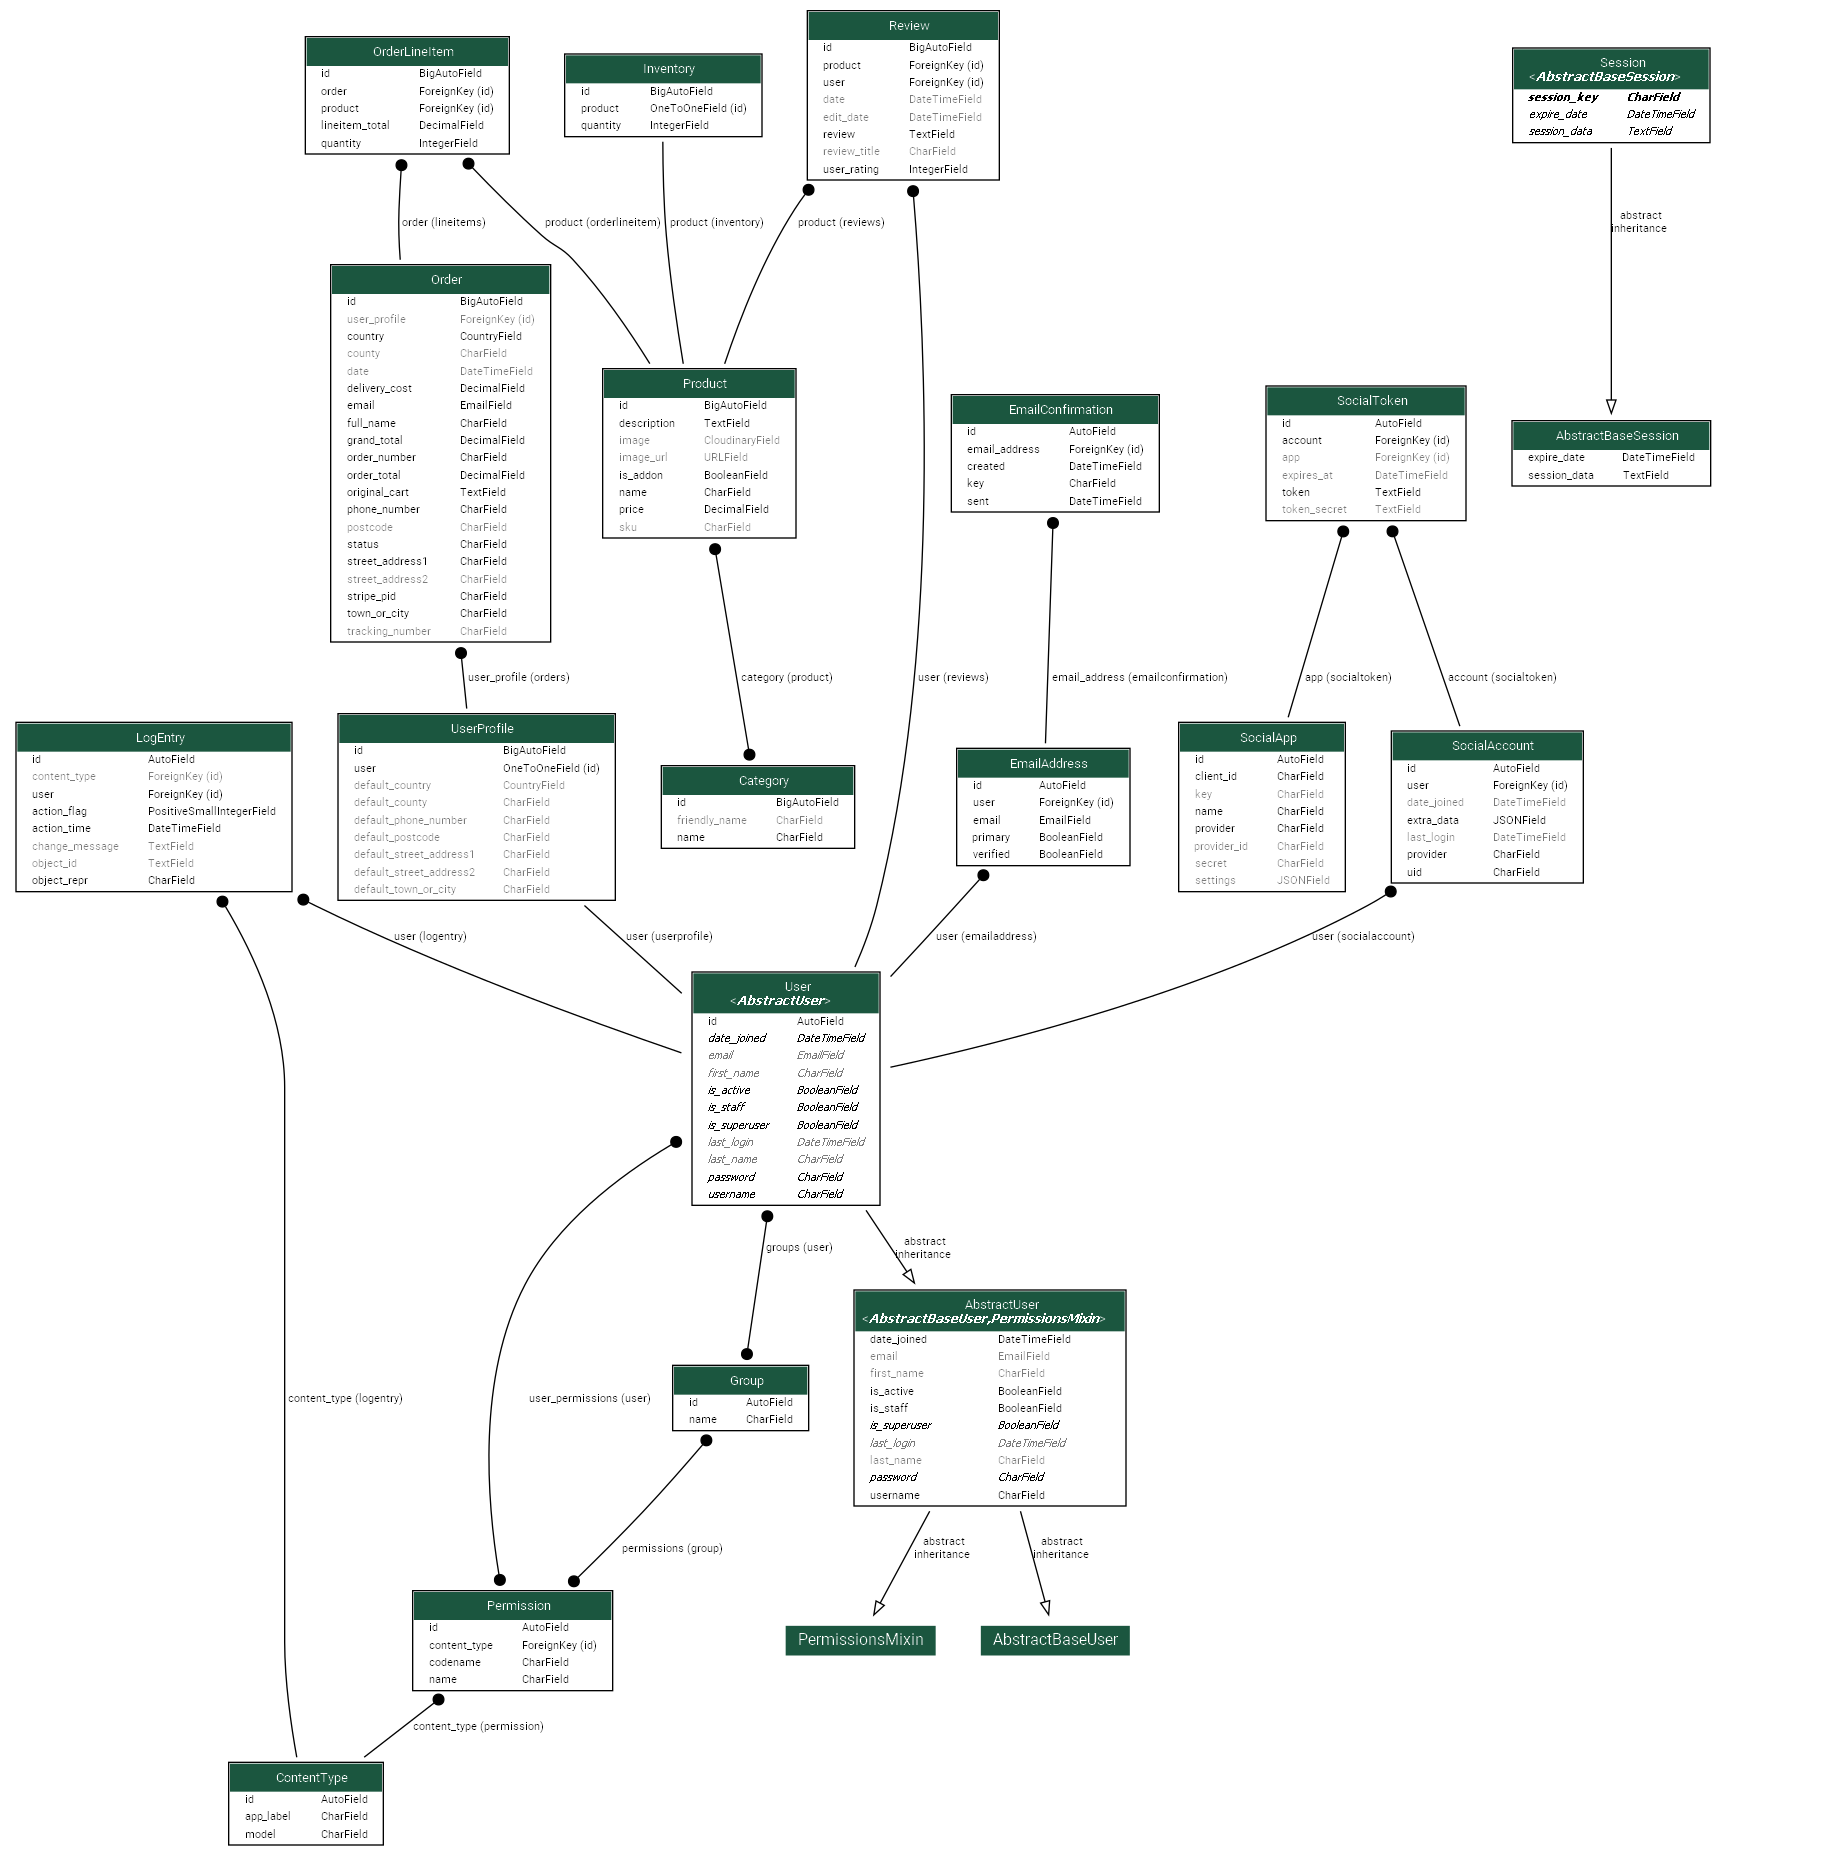 OrderLineItem
id BigAutoField
order ForeignKey (id)
product ForeignKey (id)
lineitem_total DecimalField
quantity IntegerField
Inventory
id BigAutoField
product OneToOneField (id)
quantity IntegerField
Review
id BigAutoField
product ForeignKey (id)
user ForeignKey (id)
date DateTimeField
edit_date DateTimeField
review TextField
review_title CharField
user_rating IntegerField
Session
<AbstractBaseSession>
session_key CharField
expire_date DateTimeField
session_data TextField
order (lineitems)
product (orderlineitem)
product (inventory)
product (reviews)
abstract
inheritance
Order
id BigAutoField
user_profile ForeignKey (id)
country CountryField
county CharField
date DateTimeField
delivery_cost DecimalField
email EmailField
full_name CharField
grand_total DecimalField
order_number CharField
order_total DecimalField
original_cart TextField
phone_number CharField
postcode CharField
status CharField
street_address1 CharField
street_address2 CharField
stripe_pid CharField
town_or_city CharField
tracking_number CharField
Product
id BigAutoField
description TextField
image CloudinaryField
image_url URLField
is_addon BooleanField
name CharField
price DecimalField
sku CharField
EmailConfirmation
id AutoField
email_address ForeignKey (id)
created DateTimeField
key CharField
sent DateTimeField
SocialToken
id AutoField
account ForeignKey (id)
app ForeignKey (id)
expires_at DateTimeField
token TextField
token_secret TextField
AbstractBaseSession
expire_date DateTimeField
session_data TextField
user_profile (orders)
category (product)
user (reviews)
email_address (emailconfirmation)
app (socialtoken)
account (socialtoken)
LogEntry
id AutoField
content_type ForeignKey (id)
user ForeignKey (id)
action_flag PositiveSmallIntegerField
action_time DateTimeField
change_message TextField
object_id TextField
object_repr CharField
UserProfile
id BigAutoField
user OneToOneField (id)
default_country CountryField
default_county CharField
default_phone_number CharField
default_postcode CharField
default_street_address1 CharField
default_street_address2 CharField
default_town_or_city CharField
Category
id BigAutoField
friendly_name CharField
name CharField
EmailAddress
id AutoField
user ForeignKey (id)
email EmailField
primary BooleanField
verified BooleanField
SocialApp
id AutoField
client_id CharField
key CharField
name CharField
provider CharField
provider_id CharField
secret CharField
settings JSONField
SocialAccount
id AutoField
user ForeignKey (id)
date_joined DateTimeField
extra_data JSONField
last_login DateTimeField
provider CharField
uid CharField
user (logentry)
user (userprofile)
user (emailaddress)
user (socialaccount)
User
<AbstractUser>
id AutoField
date_joined DateTimeField
email EmailField
first_name CharField
is_active BooleanField
is_staff BooleanField
is_superuser BooleanField
last_login DateTimeField
last_name CharField
password CharField
username CharField
groups (user)
abstract
inheritance
AbstractUser
<AbstractBaseUser,PermissionsMixin>
date_joined DateTimeField
email EmailField
first_name CharField
is_active BooleanField
is_staff BooleanField
is_superuser BooleanField
last_login DateTimeField
last_name CharField
password CharField
username CharField
content_type (logentry)
user_permissions (user)
Group
id AutoField
name CharField
permissions (group)
abstract
inheritance
abstract
inheritance
Permission
id AutoField
content_type ForeignKey (id)
codename CharField
name CharField
PermissionsMixin
AbstractBaseUser
content_type (permission)
ContentType
id AutoField
app_label CharField
model CharField